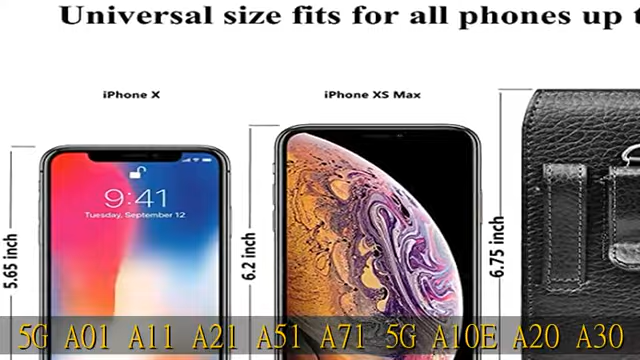 Universal size fits for all phones up t
iPhone X
iPhone XS Max
9:41
Tuesday, September 12
5.65 inch
6.2 inch
6.75 inch
5G A01 A11 A21 A51 A71 5G A10E A20 A30